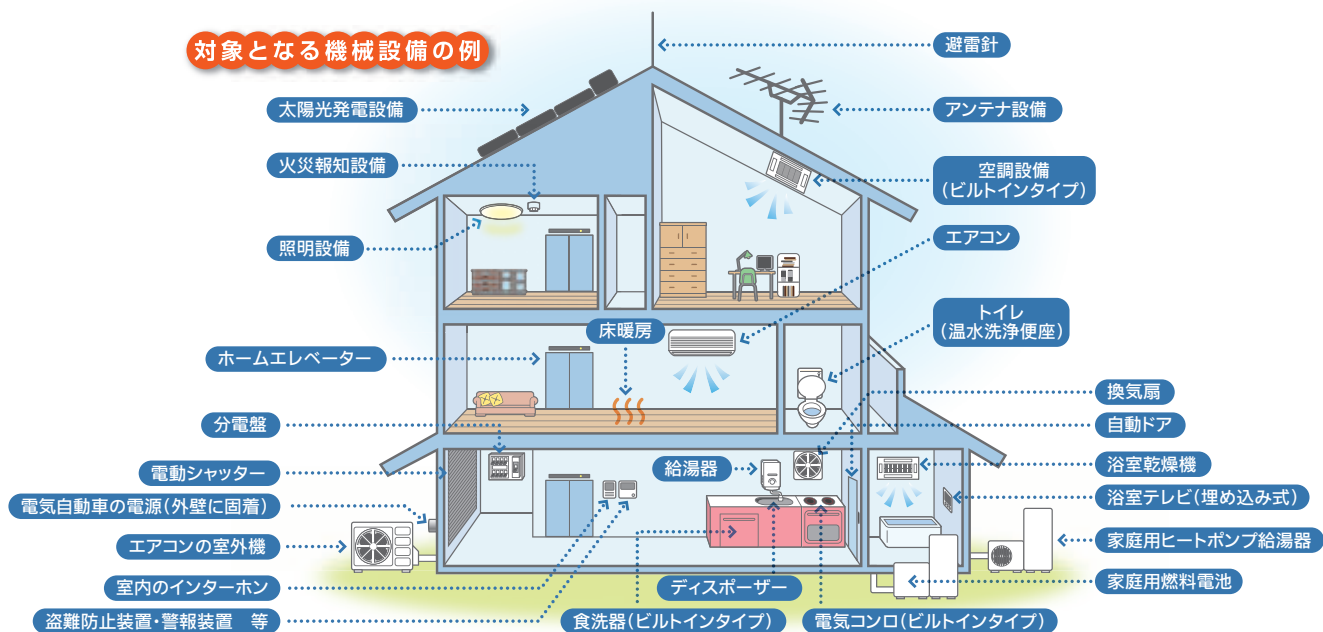 対象となる機械設備の例
避雷針
太陽光発電設備
アンテナ設備
火災報知設備
空調設備
(ビルトインタイプ)
照明設備
エアコン
トイレ
(温水洗浄便座)
床暖房
ホームエレベーター
換気扇
分電盤
自動ドア
電動シャッター
給湯器
浴室乾燥機
電気自動車の電源(外壁に固着)
浴室テレビ(埋め込み式)
エアコンの室外機
家庭用ヒートポンプ給湯器
室内のインターホン
ディスポーザー
家庭用燃料電池
盗難防止装置・警報装置　等
食洗器(ビルトインタイプ)
電気コンロ(ビルトインタイプ)